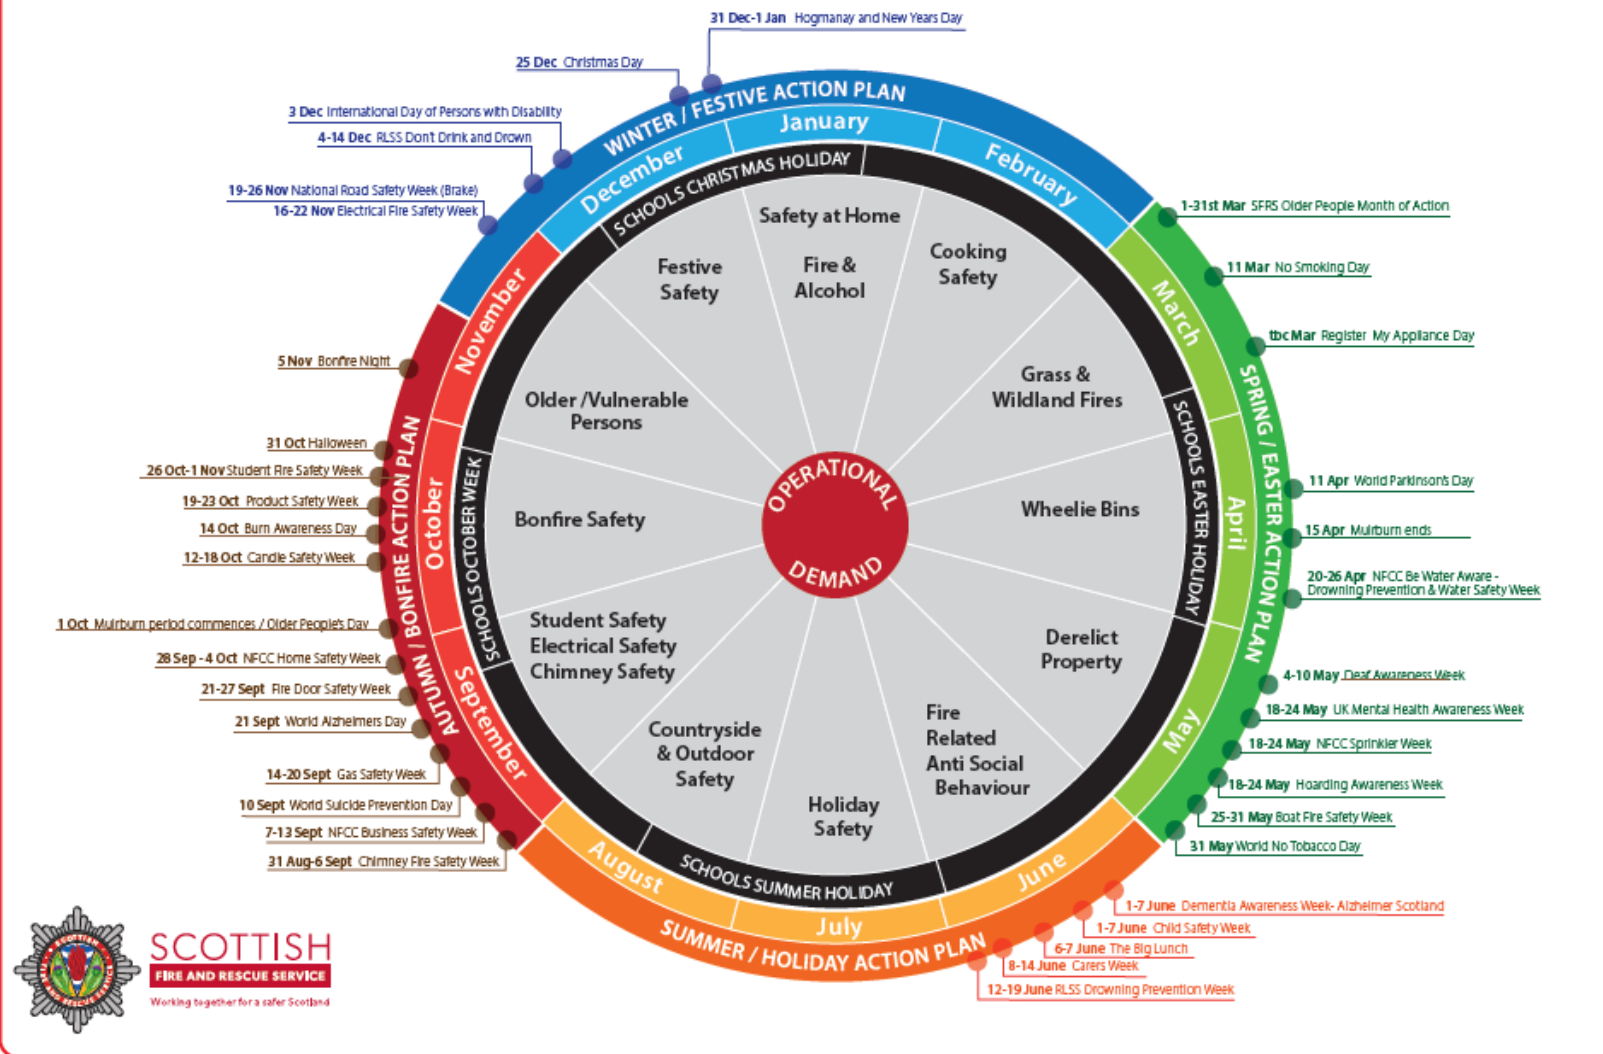 31 Dec-1 Jan Hogmanay and New Years Day
25 Dec Christmas Day
3 Dec International Day of Persons with Disability
4-14 Dec RLSS Don't Drink and Drown
19-26 Nov National Road Safety Week (Brake)
16-22 Nov Electrical Fire Safety Week
5 Nov Bonfire Night
31 Oct Halloween
26 Oct-1 Nov Student Fire Safety Week
19-23 Oct Product Safety Week
14 Oct Burn Awareness Day
12-18 Oct Candle Safety Week
1 Oct Muirburn period commences / Older People's Day
28 Sep - 4 Oct NFCC Home Safety Week
21-27 Sept Fire Door Safety Week
21 Sept World Alzheimers Day
14-20 Sept Gas Safety Week
10 Sept World Suicide Prevention Day
7-13 Sept NFCC Business Safety Week
31 Aug-6 Sept Chimney Fire Safety Week
WINTER / FESTIVE ACTION PLAN
December
January
February
SCHOOLS CHRISTMAS HOLIDAY
SPRING / EASTER ACTION PLAN
March
April
May
SCHOOLS EASTER HOLIDAY
SUMMER / HOLIDAY ACTION PLAN
June
July
August
SCHOOLS SUMMER HOLIDAY
AUTUMN / BONFIRE ACTION PLAN
September
October
November
SCHOOLS OCTOBER WEEK
Safety at Home
Fire &
Alcohol
Cooking
Safety
Grass &
Wildland Fires
Wheelie Bins
Derelict
Property
Fire
Related
Anti Social
Behaviour
Holiday
Safety
Countryside
& Outdoor
Safety
Student Safety
Electrical Safety
Chimney Safety
Bonfire Safety
Older /Vulnerable
Persons
Festive
Safety
OPERATIONAL
DEMAND
1-31st Mar SFRS Older People Month of Action
11 Mar No Smoking Day
tbc Mar Register My Appliance Day
11 Apr World Parkinson's Day
15 Apr Muirburn ends
20-26 Apr NFCC Be Water Aware -
Drowning Prevention & Water Safety Week
4-10 May Deaf Awareness Week
18-24 May UK Mental Health Awareness Week
18-24 May NFCC Sprinkler Week
18-24 May Hoarding Awareness Week
25-31 May Boat Fire Safety Week
31 May World No Tobacco Day
1-7 June Dementia Awareness Week- Alzheimer Scotland
1-7 June Child Safety Week
6-7 June The Big Lunch
8-14 June Carers Week
12-19 June RLSS Drowning Prevention Week
SCOTTISH
FIRE AND RESCUE SERVICE
Working together for a safer Scotland